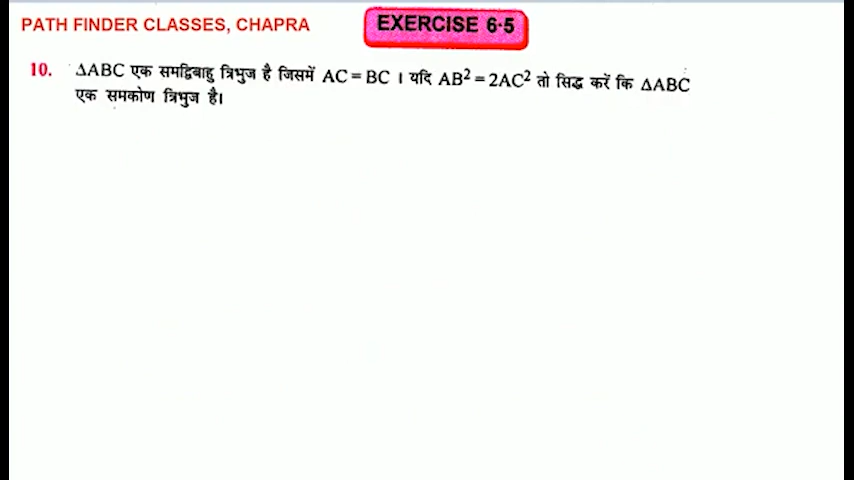 PATH FINDER CLASSES, CHAPRA
EXERCISE 6·5
10. ΔABC एक समद्विबाहु त्रिभुज है जिसमें AC = BC । यदि AB² = 2AC² तो सिद्ध करें कि ΔABC
एक समकोण त्रिभुज है।